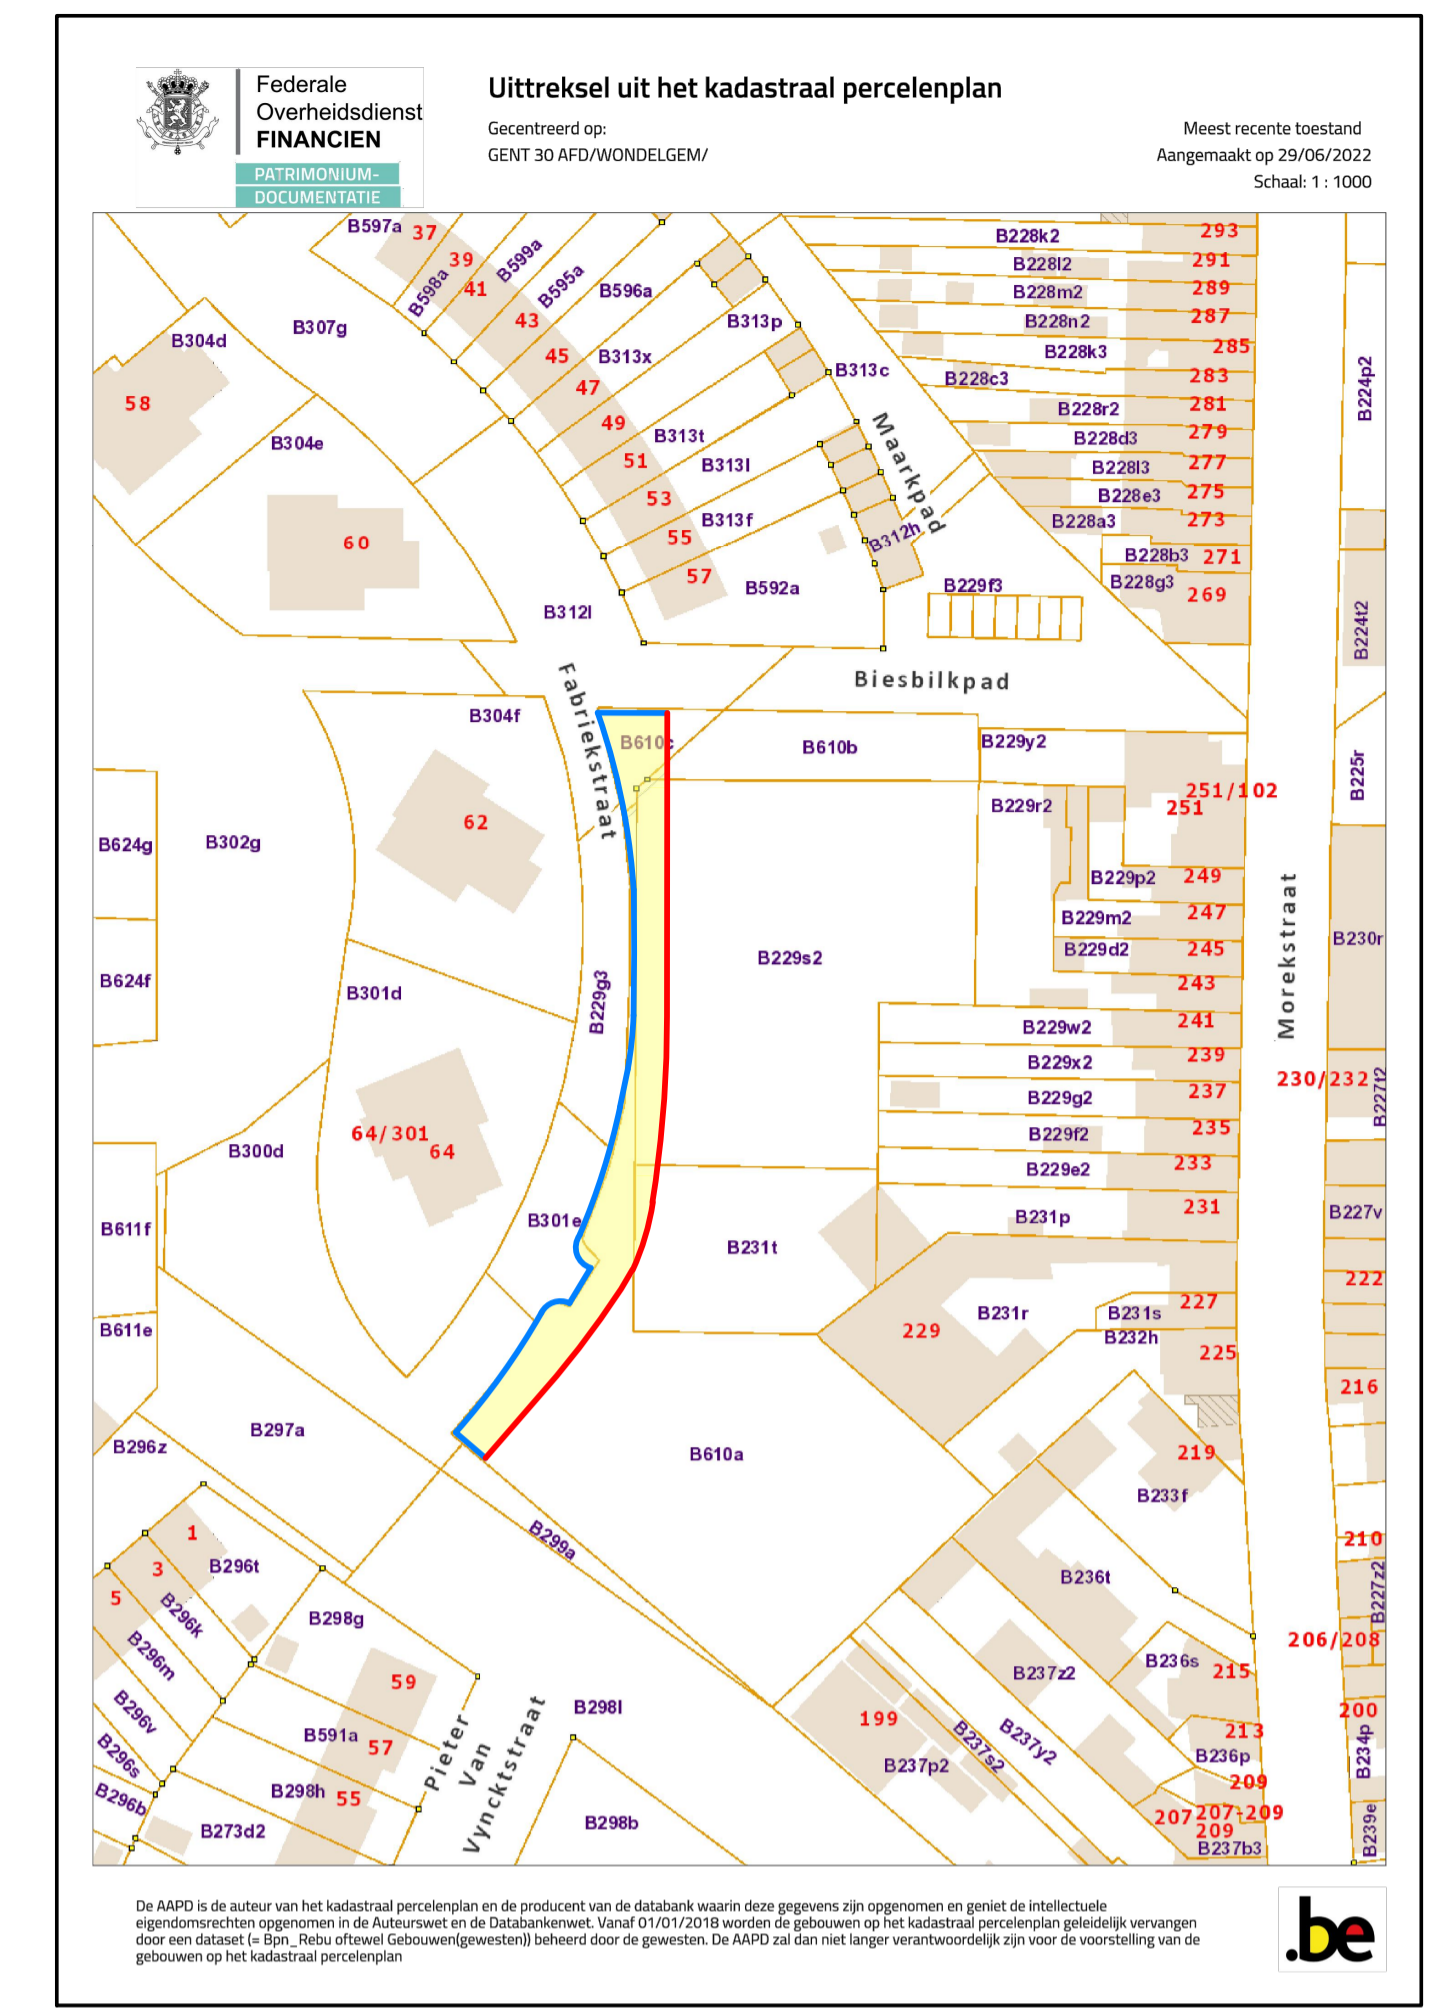 Federale
Overheidsdienst
FINANCIEN
PATRIMONIUM-
DOCUMENTATIE
Uittreksel uit het kadastraal percelenplan
Gecentreerd op:
GENT 30 AFD/WONDELGEM/
Meest recente toestand
Aangemaakt op 29/06/2022
Schaal: 1 : 1000
B597a
37
39
B598a
41
B599a
B595a
B596a
43
45
B313x
47
49
B313t
51
B313l
53
B313f
55
57
B592a
B313p
B313c
Maarkpad
B312h
B229f3
B307g
B304d
58
B304e
60
B312l
B228k2
293
B228l2
291
B228m2
289
B228n2
287
B228k3
285
B228c3
283
B228r2
281
B228d3
279
B228l3
277
B228e3
275
B228a3
273
B228b3
271
B228g3
269
B224p2
B224t2
Biesbilkpad
Fabriekstraat
B304f
B610c
B610b
B229y2
251/102
251
B229r2
B225r
62
B302g
B624g
B624f
B229p2
249
B229m2
247
B229d2
245
243
B229s2
B229g3
B301d
B229w2
241
B229x2
239
B229g2
237
B229f2
235
B229e2
233
B231p
231
Morekstraat
B230r
230/232
B227t2
64/301
64
B300d
B301e
B611f
B611e
B231t
B227v
222
B231r
B231s
227
B232h
225
229
216
B296z
B297a
B610a
219
B233f
B299a
1
3
5
B296t
B296k
B296m
B296v
B296s
B296b
B298g
59
B591a
57
B298h
55
B273d2
Pieter
Van
Vyncktstraat
B298l
B298b
B236t
210
B227z2
206/208
B236s
215
B237z2
200
213
B236p
B234p
199
B237p2
B237s2
B237y2
209
207
207-209
209
B237b3
B239e
De AAPD is de auteur van het kadastraal percelenplan en de producent van de databank waarin deze gegevens zijn opgenomen en geniet de intellectuele
eigendomsrechten opgenomen in de Auteurswet en de Databankenwet. Vanaf 01/01/2018 worden de gebouwen op het kadastraal percelenplan geleidelijk vervangen
door een dataset (= Bpn_Rebu oftewel Gebouwen(gewesten)) beheerd door de gewesten. De AAPD zal dan niet langer verantwoordelijk zijn voor de voorstelling van de
gebouwen op het kadastraal percelenplan
.be